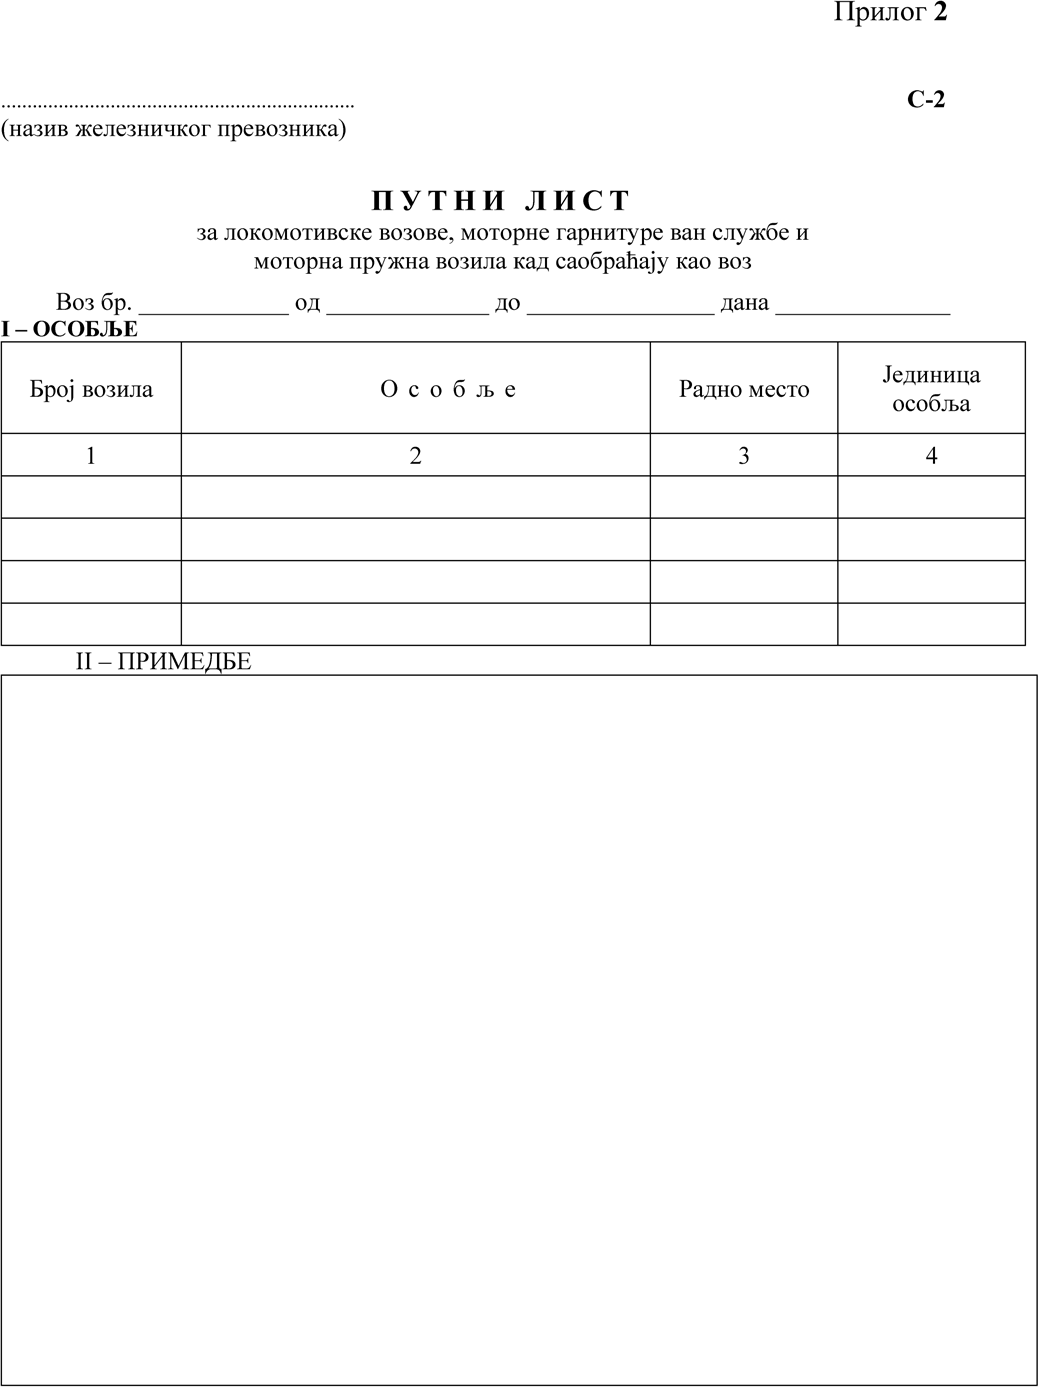 Прилог 2
........................................................... С-2
(назив железничког превозника)
П У Т Н И Л И С Т
за локомотивске возове, моторне гарнитуре ван службе и
моторна пружна возила кад саобраћају као воз
Воз бр. ____________ од _____________ до _______________ дана ______________
I – ОСОБЉЕ
Број возила О с о б љ е Радно место Јединица особља
1 2 3 4
II – ПРИМЕДБЕ